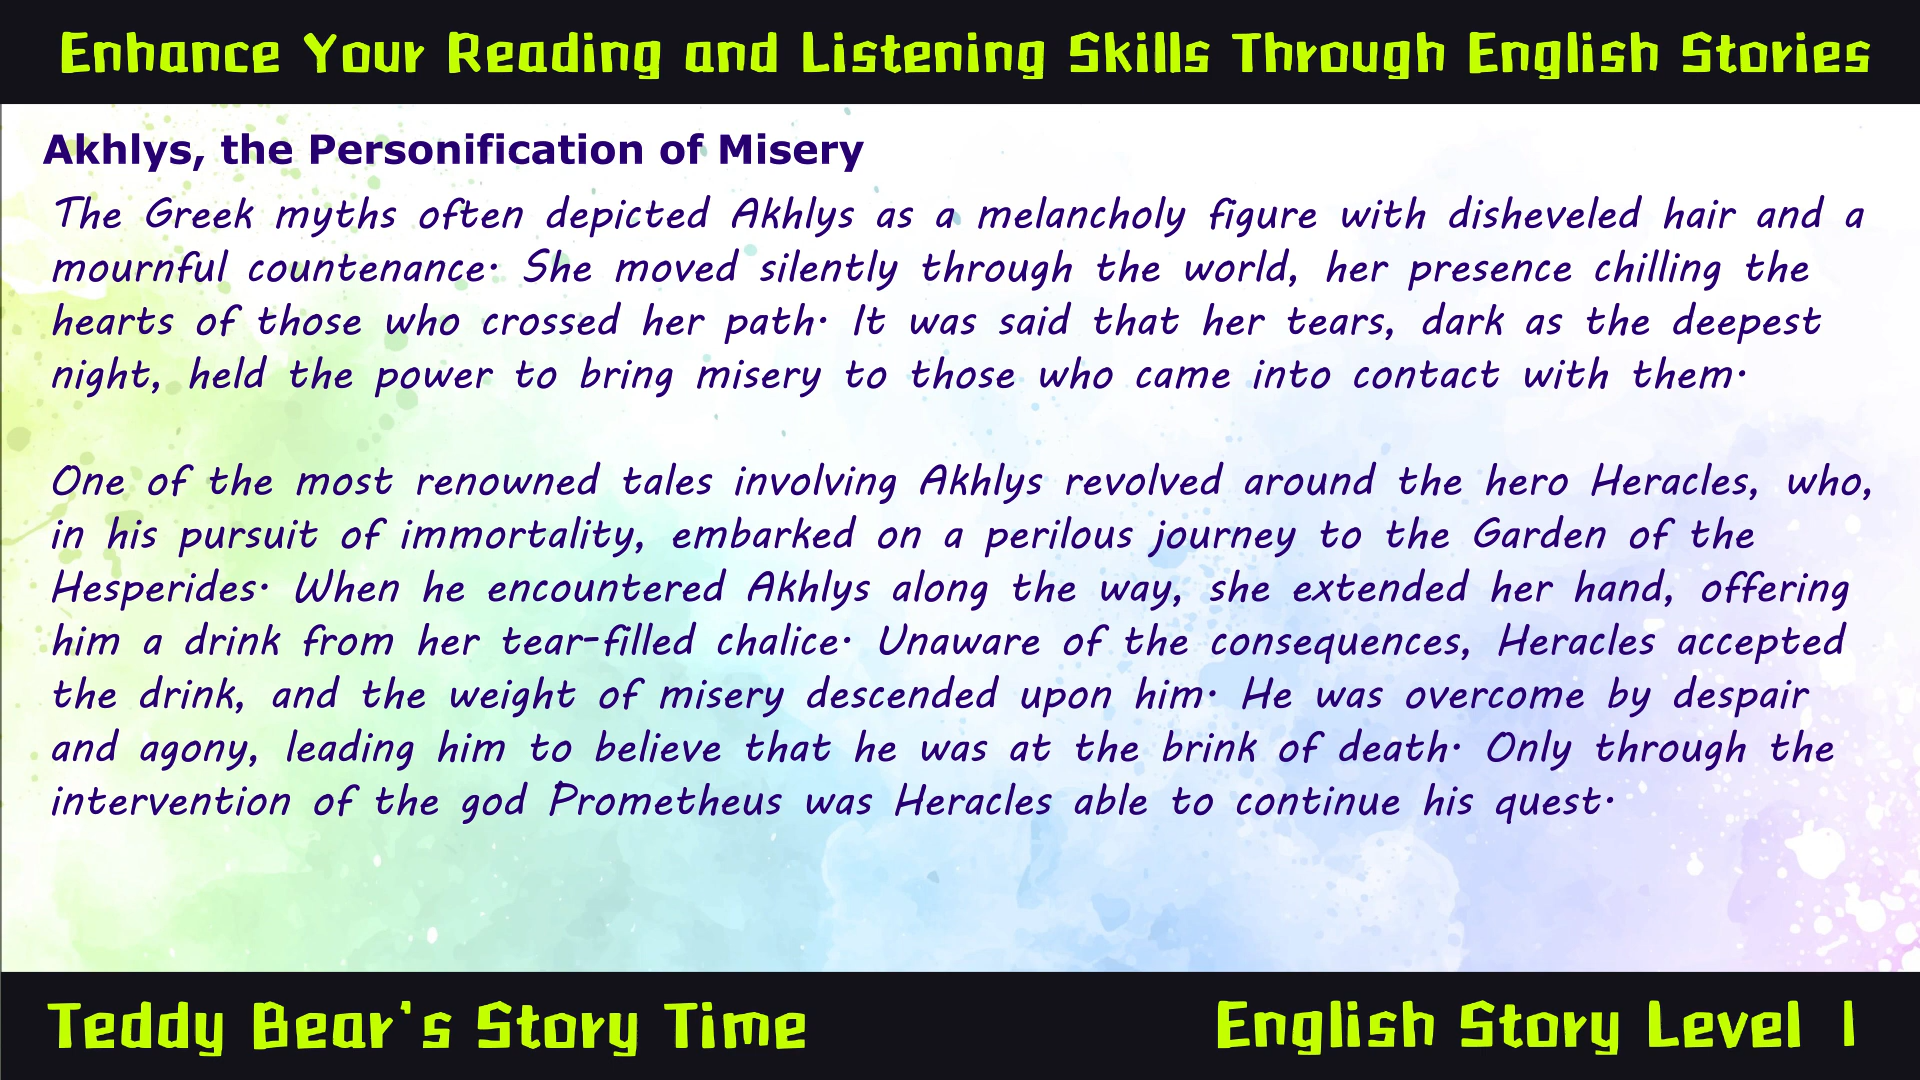 Enhance Your Reading and Listening Skills Through English Stories
Akhlys, the Personification of Misery
The Greek myths often depicted Akhlys as a melancholy figure with disheveled hair and a
mournful countenance. She moved silently through the world, her presence chilling the
hearts of those who crossed her path. It was said that her tears, dark as the deepest
night, held the power to bring misery to those who came into contact with them.
One of the most renowned tales involving Akhlys revolved around the hero Heracles, who,
in his pursuit of immortality, embarked on a perilous journey to the Garden of the
Hesperides. When he encountered Akhlys along the way, she extended her hand, offering
him a drink from her tear-filled chalice. Unaware of the consequences, Heracles accepted
the drink, and the weight of misery descended upon him. He was overcome by despair
and agony, leading him to believe that he was at the brink of death. Only through the
intervention of the god Prometheus was Heracles able to continue his quest.
Teddy Bear's Story Time
English Story Level 1